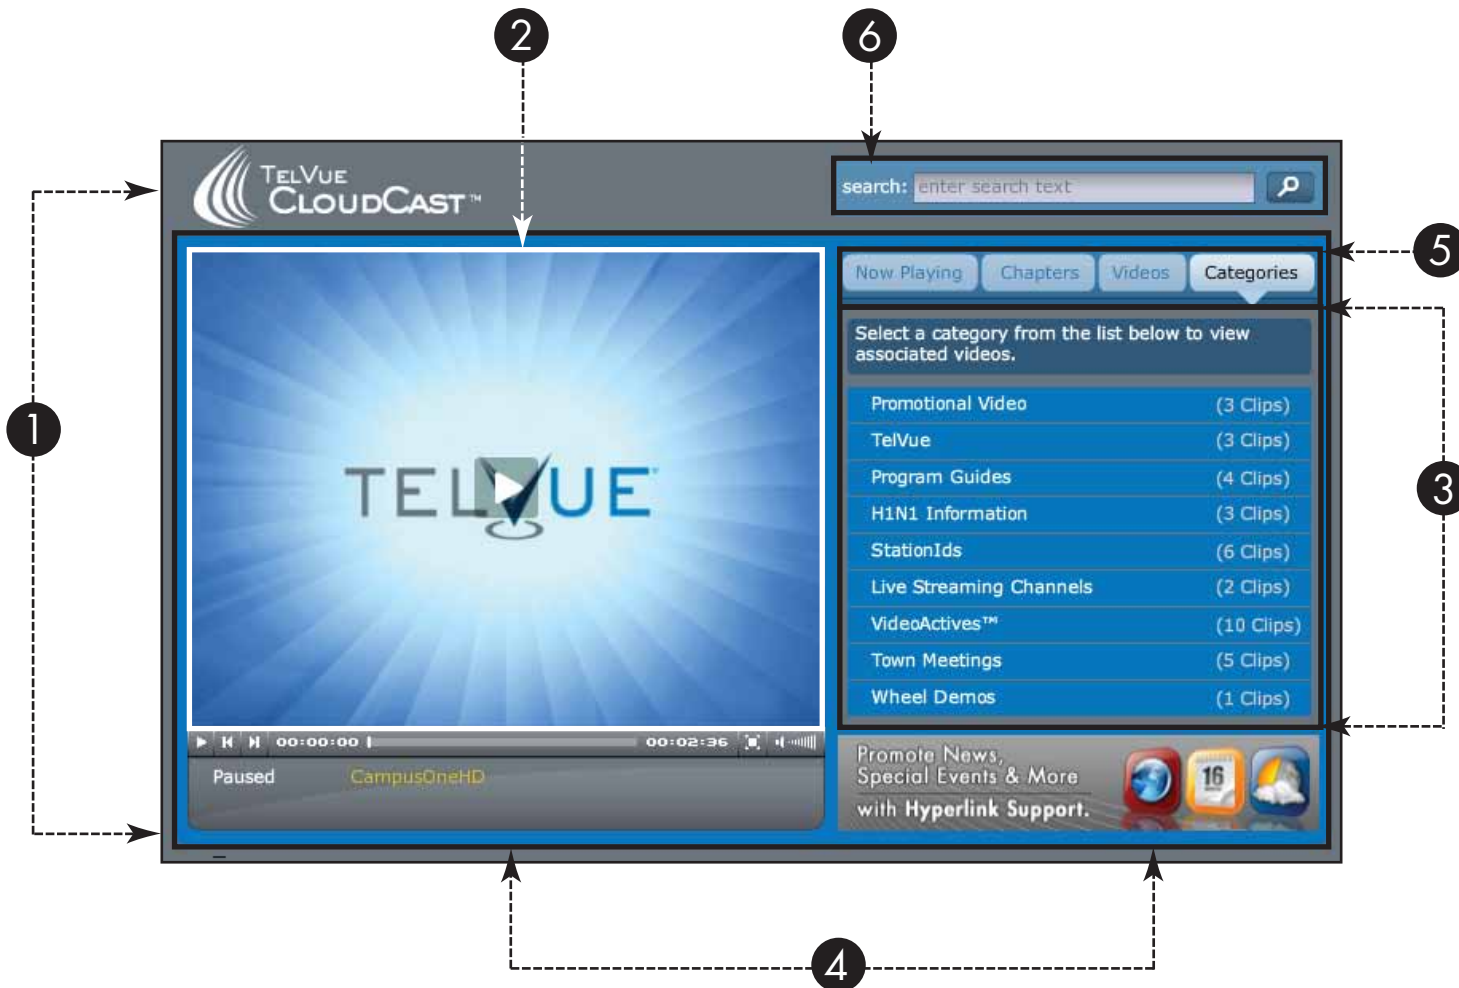 2
6
TELVUE
CLOUDCAST™
search: enter search text
1
5
Now Playing Chapters Videos Categories
Select a category from the list below to view
associated videos.
Promotional Video (3 Clips)
TelVue (3 Clips)
Program Guides (4 Clips)
H1N1 Information (3 Clips)
StationIds (6 Clips)
Live Streaming Channels (2 Clips)
VideoActives™ (10 Clips)
Town Meetings (5 Clips)
Wheel Demos (1 Clips)
3
TELVUE
00:00:00 00:02:36
Paused CampusOneHD
Promote News,
Special Events & More
with Hyperlink Support.
16
4